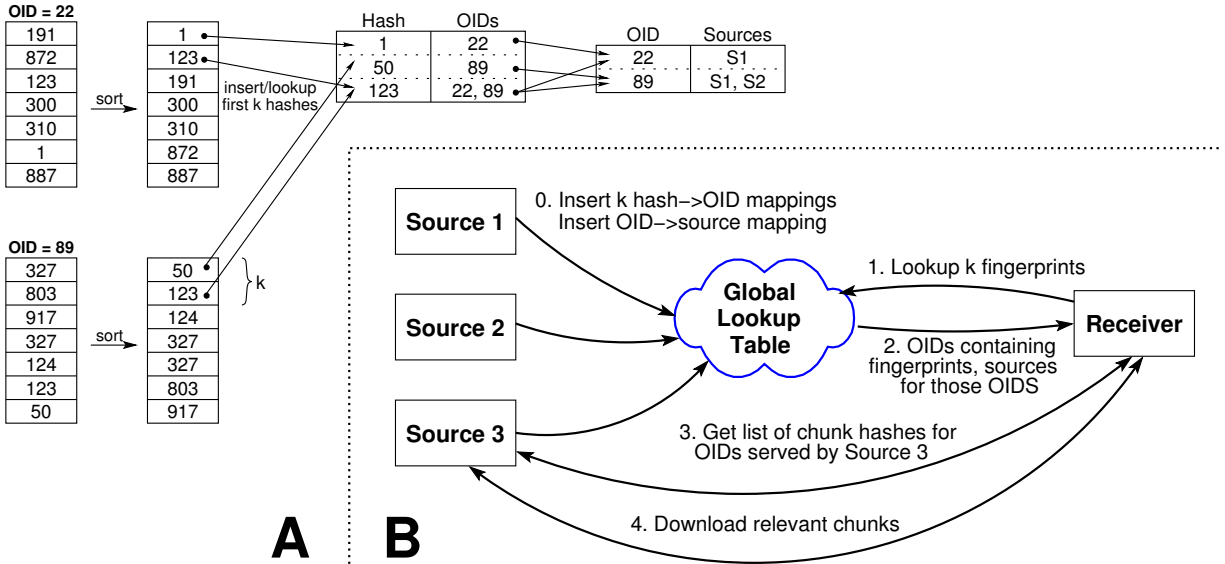 OID = 22
191
872
123
300
310
1
887
sort
1
123
191
300
310
872
887
insert/lookup
first k hashes
Hash OIDs
1 22
50 89
123 22, 89
OID Sources
22 S1
89 S1, S2
OID = 89
327
803
917
327
124
123
50
sort
50
123
124
327
327
803
917
k
A
B
Source 1
Source 2
Source 3
0. Insert k hash−>OID mappings
Insert OID−>source mapping
Global
Lookup
Table
1. Lookup k fingerprints
Receiver
2. OIDs containing
fingerprints, sources
for those OIDS
3. Get list of chunk hashes for
OIDs served by Source 3
4. Download relevant chunks